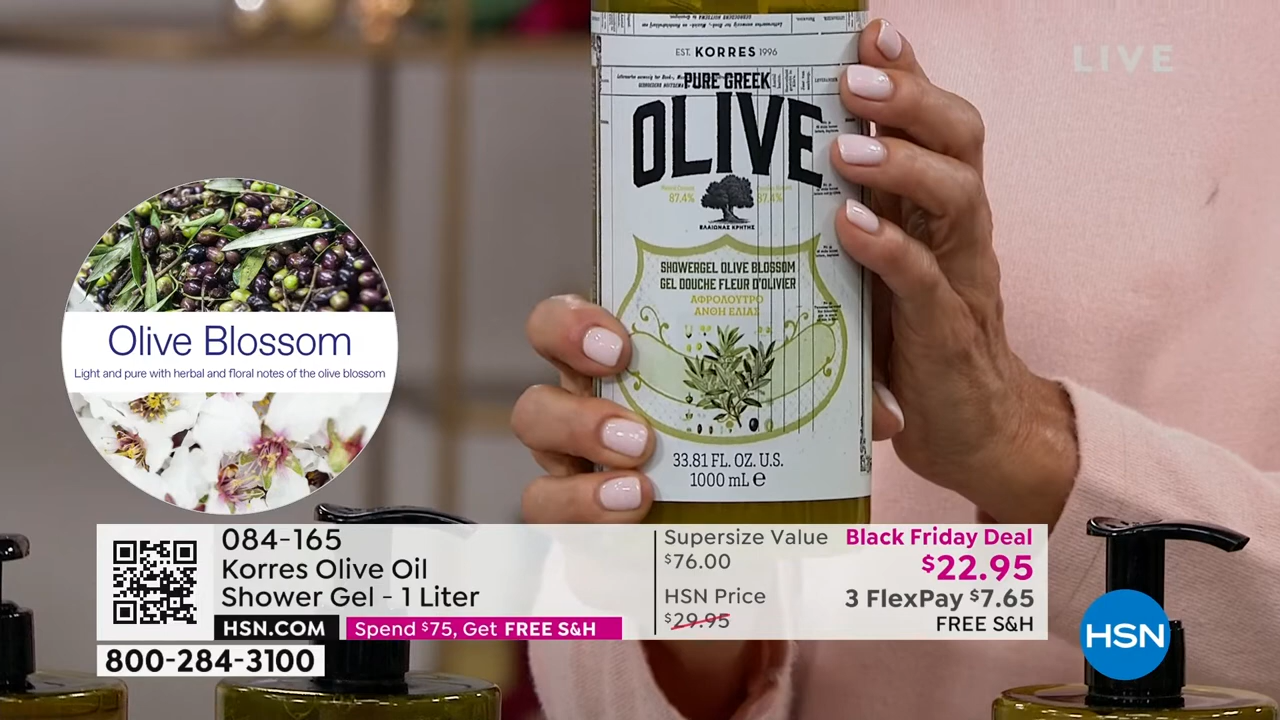 LIVE
EST. KORRES 1996
PURE GREEK
OLIVE
87.4%
87.4%
ΕΛΑΙΩΝΑΣ ΚΡΗΤΗΣ
SHOWERGEL OLIVE BLOSSOM
GEL DOUCHE FLEUR D'OLIVIER
ΑΦΡΟΛΟΥΤΡΟ
ΑΝΘΗ ΕΛΙΑΣ
33.81 FL. OZ. U.S.
1000 mL e
Olive Blossom
Light and pure with herbal and floral notes of the olive blossom
084-165
Korres Olive Oil
Shower Gel - 1 Liter
HSN.COM
Spend $75, Get FREE S&H
800-284-3100
Supersize Value
$76.00
HSN Price
$29.95
Black Friday Deal
$22.95
3 FlexPay $7.65
FREE S&H
HSN